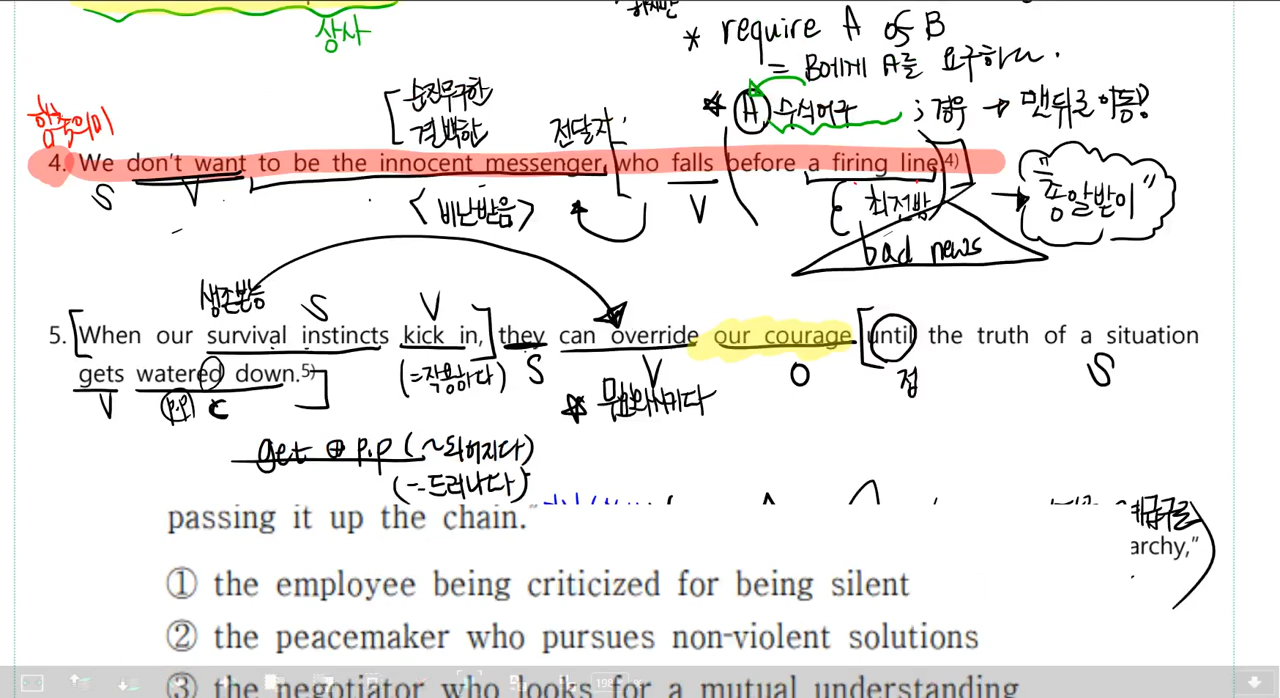 상사
* require A of B
= B에게 A를 요구하다.
* A 수식어구 ; 경우 → 맨뒤로 이동!
순진무구한
결백한
전달자
함축의미
4. We don't want to be the innocent messenger who falls before a firing line.4)
S V V
<비난받음>
최전방
"총알받이"
bad news
생존본능 S V
5. When our survival instincts kick in, they can override our courage until the truth of a situation
gets watered down.5)
(=작용하다) S V O 점 S
V p.p C
* 무효화시키다
get ⊕ p.p (~되어지다)
(--드러나다)
passing it up the chain."
archy,"
① the employee being criticized for being silent
② the peacemaker who pursues non-violent solutions
③ the negotiator who looks for a mutual understanding